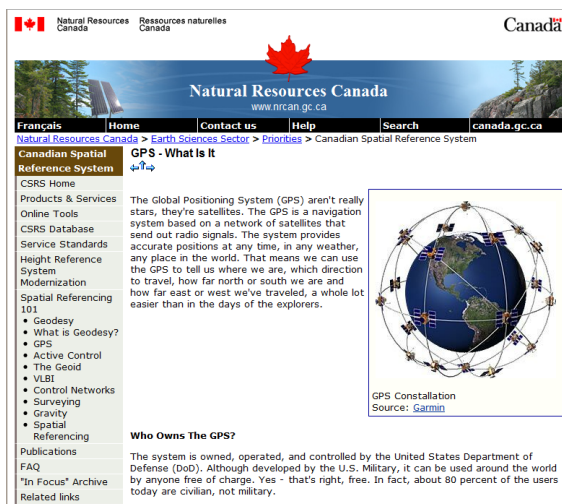 Natural Resources Ressources naturelles
Canada Canada
Canada
Natural Resources Canada
www.nrcan.gc.ca
Français Home Contact us Help Search canada.gc.ca
Natural Resources Canada > Earth Sciences Sector > Priorities > Canadian Spatial Reference System
Canadian Spatial
Reference System
CSRS Home
Products & Services
Online Tools
CSRS Database
Service Standards
Height Reference
System
Modernization
Spatial Referencing
101
• Geodesy
• What is Geodesy?
• GPS
• Active Control
• The Geoid
• VLBI
• Control Networks
• Surveying
• Gravity
• Spatial
Referencing
Publications
FAQ
"In Focus" Archive
Related links
GPS - What Is It
The Global Positioning System (GPS) aren't really
stars, they're satellites. The GPS is a navigation
system based on a network of satellites that
send out radio signals. The system provides
accurate positions at any time, in any weather,
any place in the world. That means we can use
the GPS to tell us where we are, which direction
to travel, how far north or south we are and
how far east or west we've traveled, a whole lot
easier than in the days of the explorers.
GPS Constallation
Source: Garmin
Who Owns The GPS?
The system is owned, operated, and controlled by the United States Department of
Defense (DoD). Although developed by the U.S. Military, it can be used around the world
by anyone free of charge. Yes - that's right, free. In fact, about 80 percent of the users
today are civilian, not military.